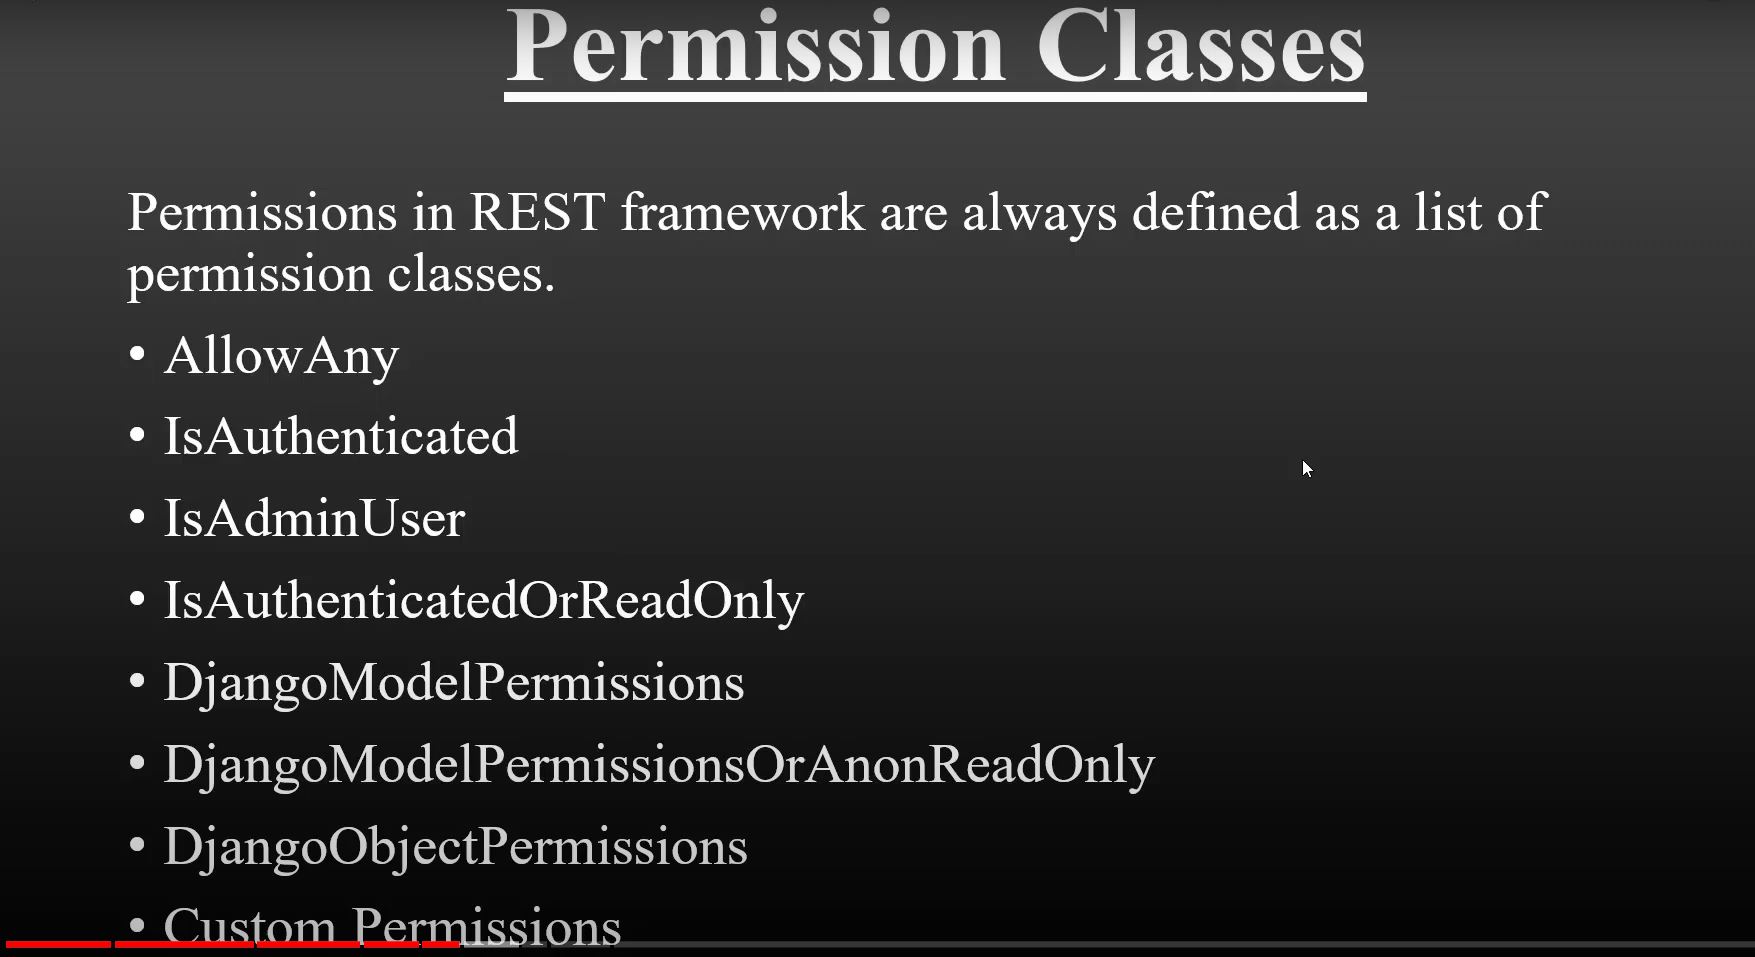 Permission Classes
Permissions in REST framework are always defined as a list of
permission classes.
• AllowAny
• IsAuthenticated
• IsAdminUser
• IsAuthenticatedOrReadOnly
• DjangoModelPermissions
• DjangoModelPermissionsOrAnonReadOnly
• DjangoObjectPermissions
• Custom Permissions